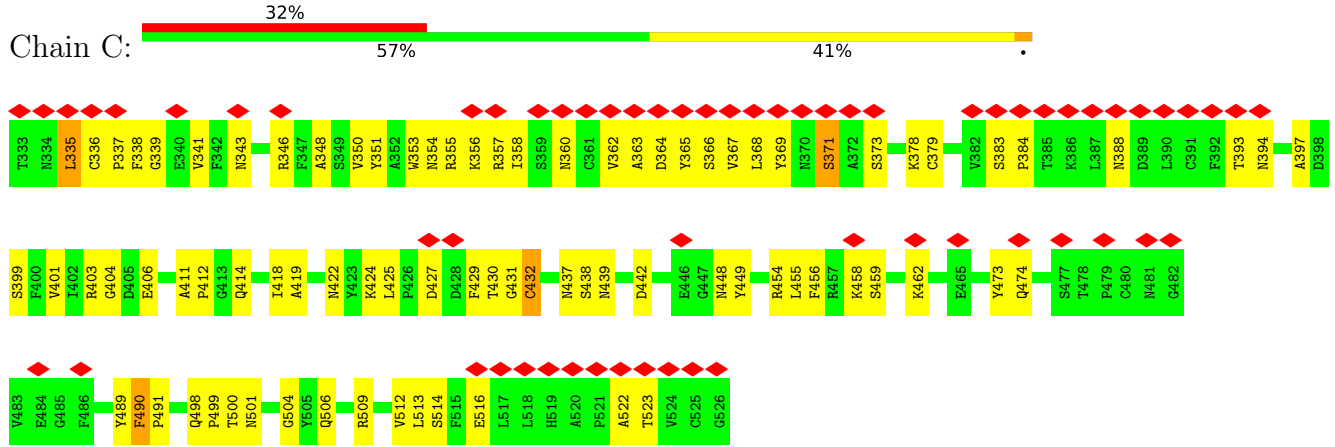 32%
Chain C:
57% 41% •
T333 N334 L335 C336 P337 F338 G339 E340 V341 F342 N343 R346 F347 A348 S349 V350 Y351 A352 W353 N354 R355 K356 R357 I358 S359 N360 C361 V362 A363 D364 Y365 S366 V367 L368 Y369 N370 S371 A372 S373 K378 C379 V382 S383 P384 T385 K386 L387 N388 D389 L390 C391 F392 T393 N394 A397 D398
S399 F400 V401 I402 R403 G404 D405 E406 A411 P412 G413 Q414 I418 A419 N422 Y423 K424 L425 P426 D427 D428 F429 T430 G431 C432 N437 S438 N439 D442 E446 G447 N448 Y449 R454 L455 F456 R457 K458 S459 K462 E465 Y473 Q474 S477 T478 P479 C480 N481 G482
V483 E484 G485 F486 Y489 F490 P491 Q498 P499 T500 N501 G504 Y505 Q506 R509 V512 L513 S514 F515 E516 L517 L518 H519 A520 P521 A522 T523 V524 C525 G526